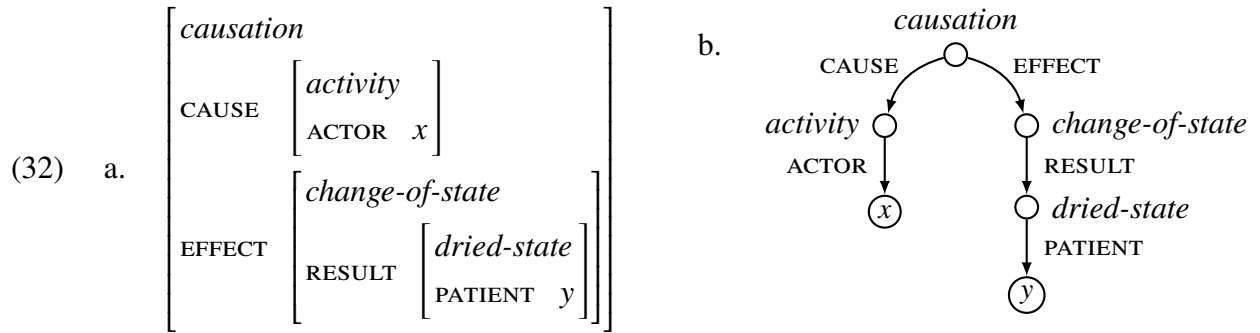 (32) a.
causation
CAUSE
activity
ACTOR x
EFFECT
change-of-state
RESULT
dried-state
PATIENT y
b.
causation
CAUSE EFFECT
activity change-of-state
ACTOR RESULT
x dried-state
PATIENT
y